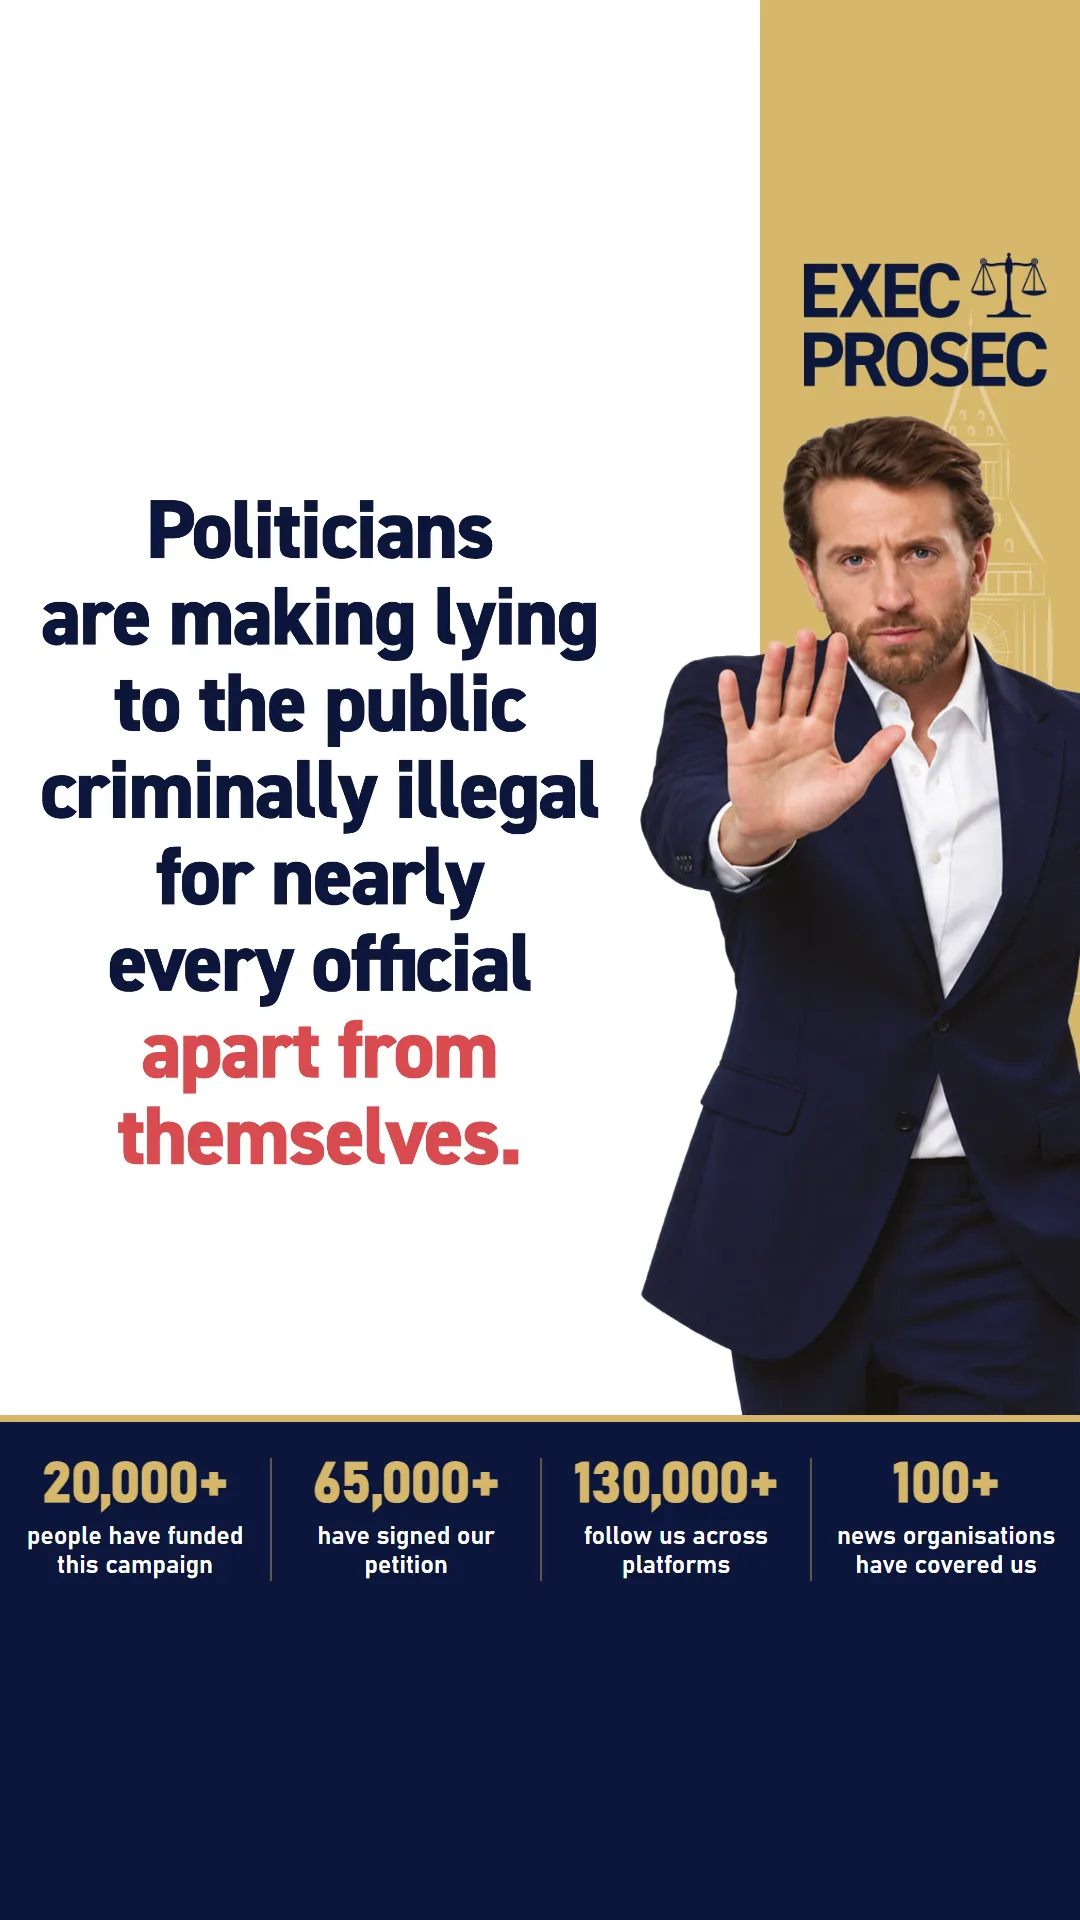 EXEC
PROSEC
Politicians
are making lying
to the public
criminally illegal
for nearly
every official
apart from
themselves.
20,000+
people have funded
this campaign
65,000+
have signed our
petition
130,000+
follow us across
platforms
100+
news organisations
have covered us